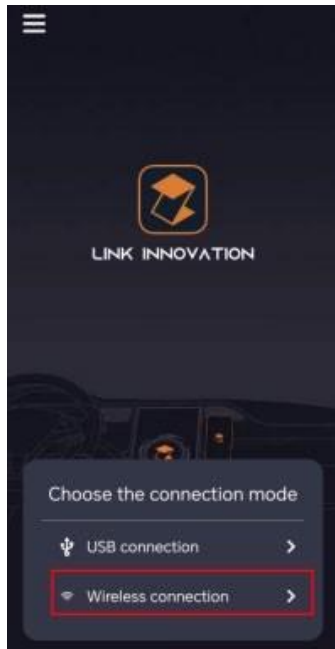 LINK INNOVATION
Choose the connection mode
USB connection
Wireless connection